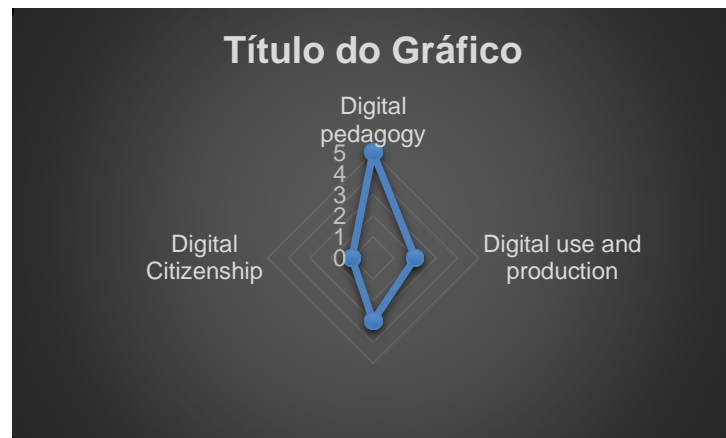 Título do Gráfico
Digital
pedagogy
5
4
3
2
1
0
Digital
Citizenship
Digital use and
production